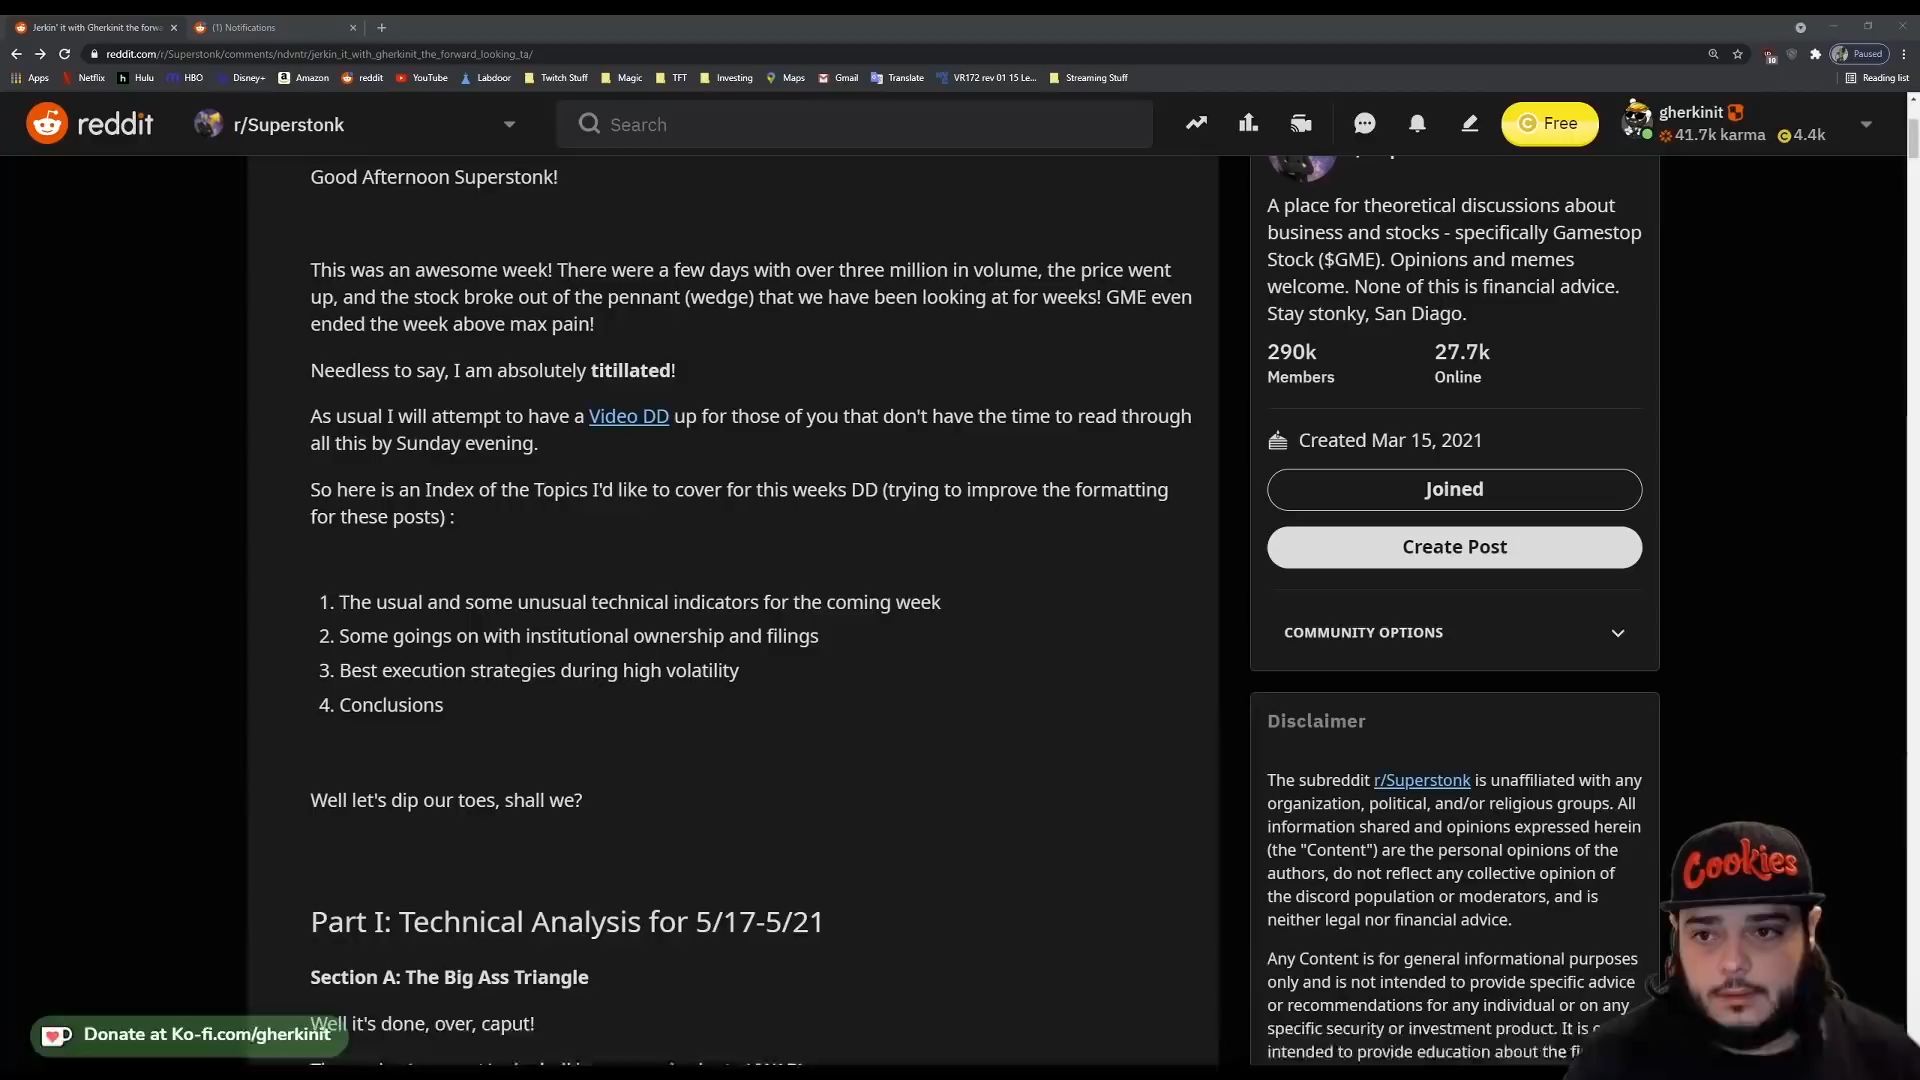 Jerkin' it with Gherkinit the forwa
(1) Notifications
reddit.com/r/Superstonk/comments/ndvntr/jerkin_it_with_gherkinit_the_forward_looking_ta/
Paused
Apps Netflix Hulu HBO Disney+ Amazon reddit YouTube Labdoor Twitch Stuff Magic TFT Investing Maps Gmail Translate VR172 rev 01 15 Le... Streaming Stuff Reading list
reddit r/Superstonk Search Free gherkinit
41.7k karma 4.4k
Good Afternoon Superstonk!
This was an awesome week! There were a few days with over three million in volume, the price went
up, and the stock broke out of the pennant (wedge) that we have been looking at for weeks! GME even
ended the week above max pain!
Needless to say, I am absolutely titillated!
As usual I will attempt to have a Video DD up for those of you that don't have the time to read through
all this by Sunday evening.
So here is an Index of the Topics I'd like to cover for this weeks DD (trying to improve the formatting
for these posts) :
1. The usual and some unusual technical indicators for the coming week
2. Some goings on with institutional ownership and filings
3. Best execution strategies during high volatility
4. Conclusions
Well let's dip our toes, shall we?
Part I: Technical Analysis for 5/17-5/21
Section A: The Big Ass Triangle
Well it's done, over, caput!
Donate at Ko-fi.com/gherkinit
A place for theoretical discussions about
business and stocks - specifically Gamestop
Stock ($GME). Opinions and memes
welcome. None of this is financial advice.
Stay stonky, San Diago.
290k 27.7k
Members Online
Created Mar 15, 2021
Joined
Create Post
COMMUNITY OPTIONS
Disclaimer
The subreddit r/Superstonk is unaffiliated with any
organization, political, and/or religious groups. All
information shared and opinions expressed herein
(the "Content") are the personal opinions of the
authors, do not reflect any collective opinion of
the discord population or moderators, and is
neither legal nor financial advice.
Any Content is for general informational purposes
only and is not intended to provide specific advice
or recommendations for any individual or on any
specific security or investment product. It is
intended to provide education about the
Cookies